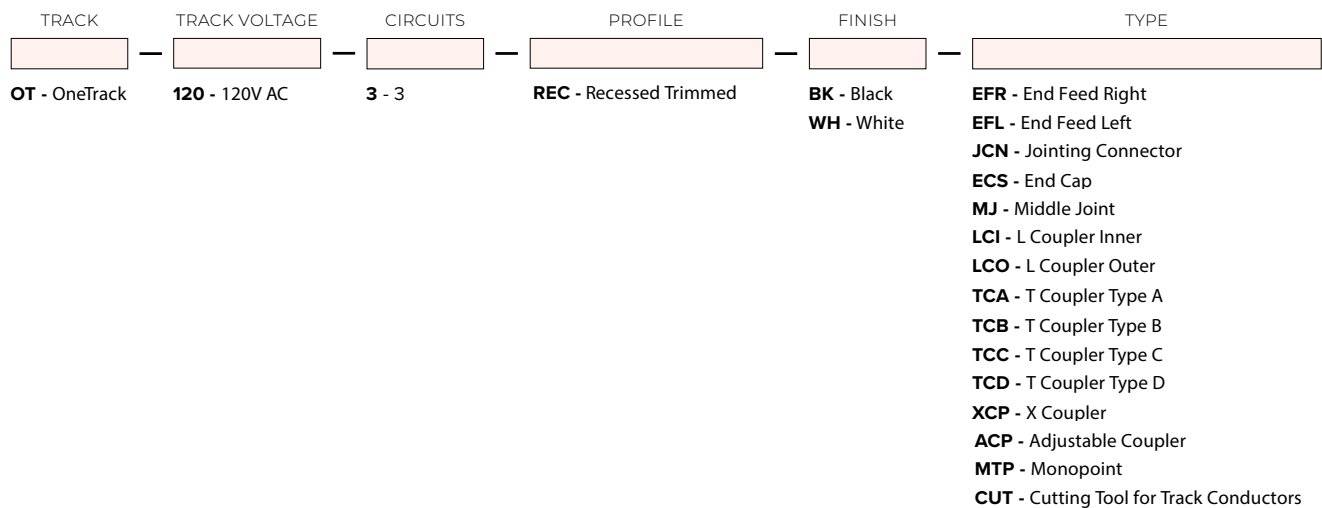 TRACK TRACK VOLTAGE CIRCUITS PROFILE FINISH TYPE
— — — — —
OT - OneTrack 120 - 120V AC 3 - 3 REC - Recessed Trimmed BK - Black EFR - End Feed Right
WH - White EFL - End Feed Left
JCN - Jointing Connector
ECS - End Cap
MJ - Middle Joint
LCI - L Coupler Inner
LCO - L Coupler Outer
TCA - T Coupler Type A
TCB - T Coupler Type B
TCC - T Coupler Type C
TCD - T Coupler Type D
XCP - X Coupler
ACP - Adjustable Coupler
MTP - Monopoint
CUT - Cutting Tool for Track Conductors